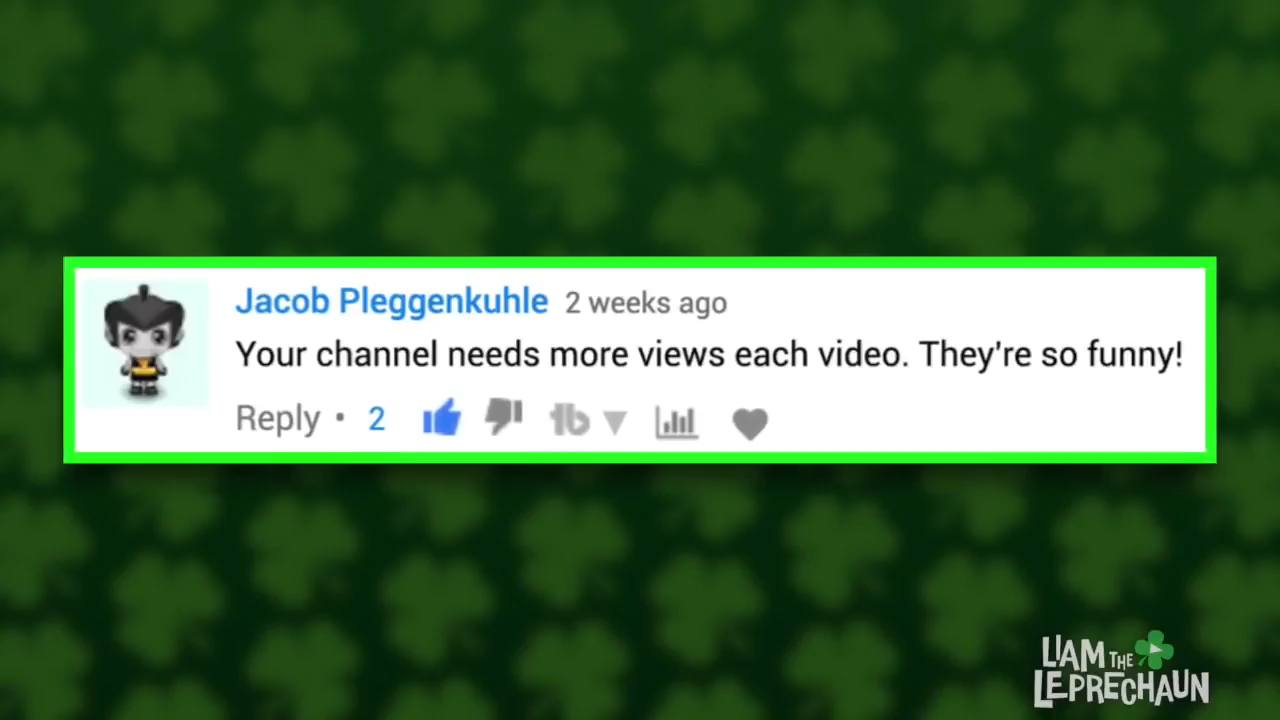 Jacob Pleggenkuhle 2 weeks ago
Your channel needs more views each video. They're so funny!
Reply • 2 tb
LIAM THE
LEPRECHAUN